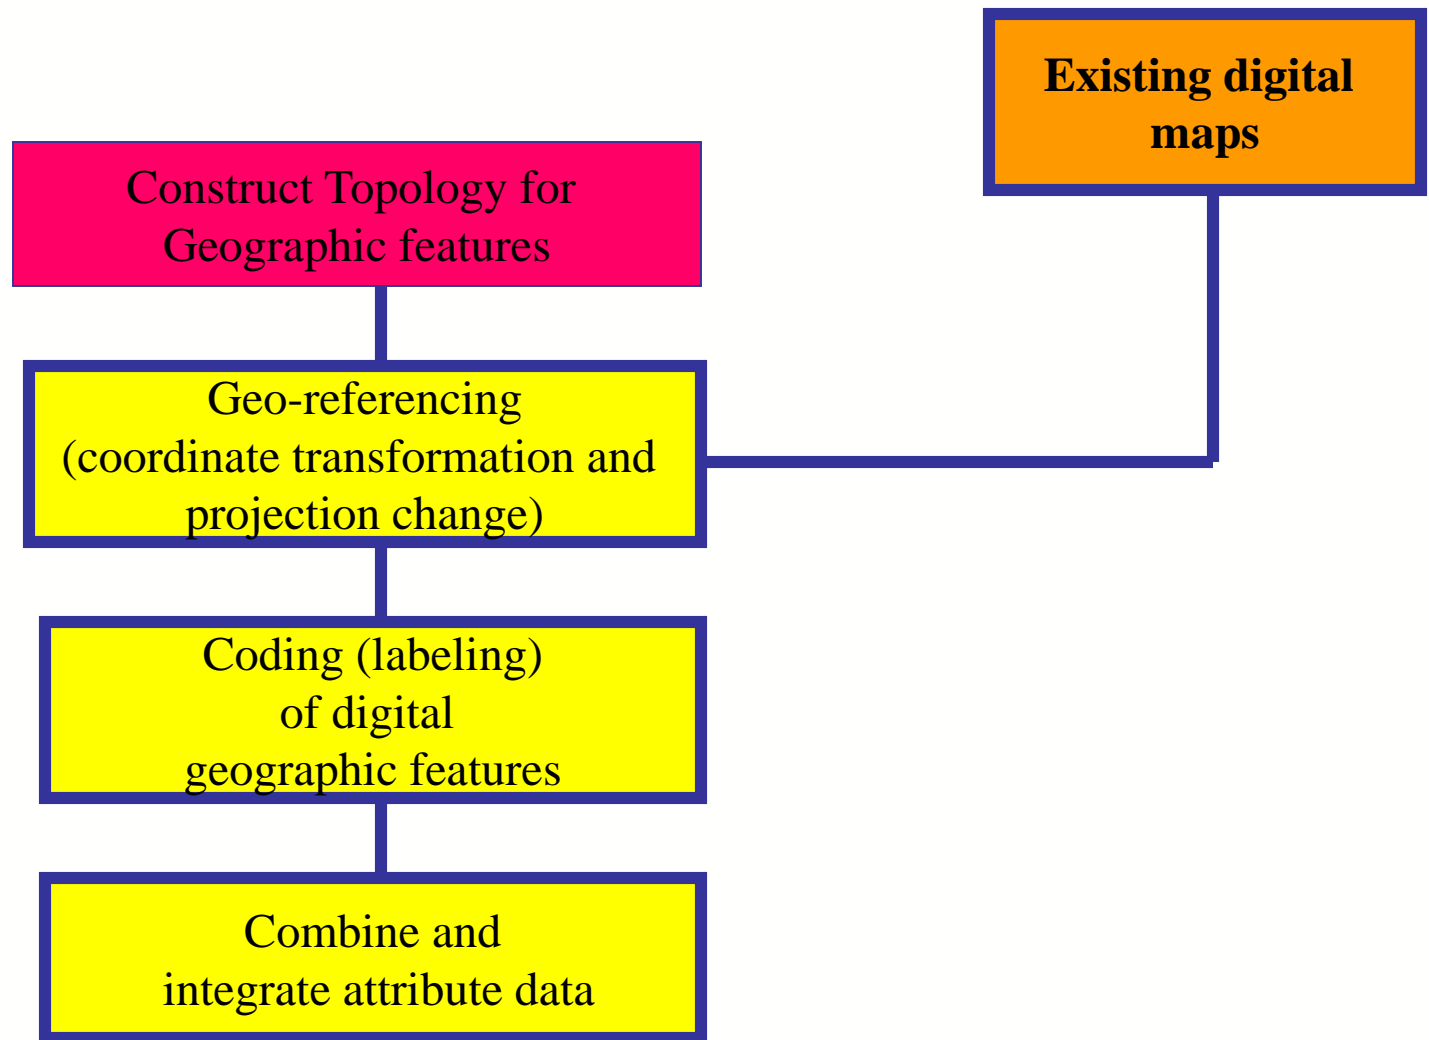 Existing digital
maps
Construct Topology for
Geographic features
Geo-referencing
(coordinate transformation and
projection change)
Coding (labeling)
of digital
geographic features
Combine and
integrate attribute data